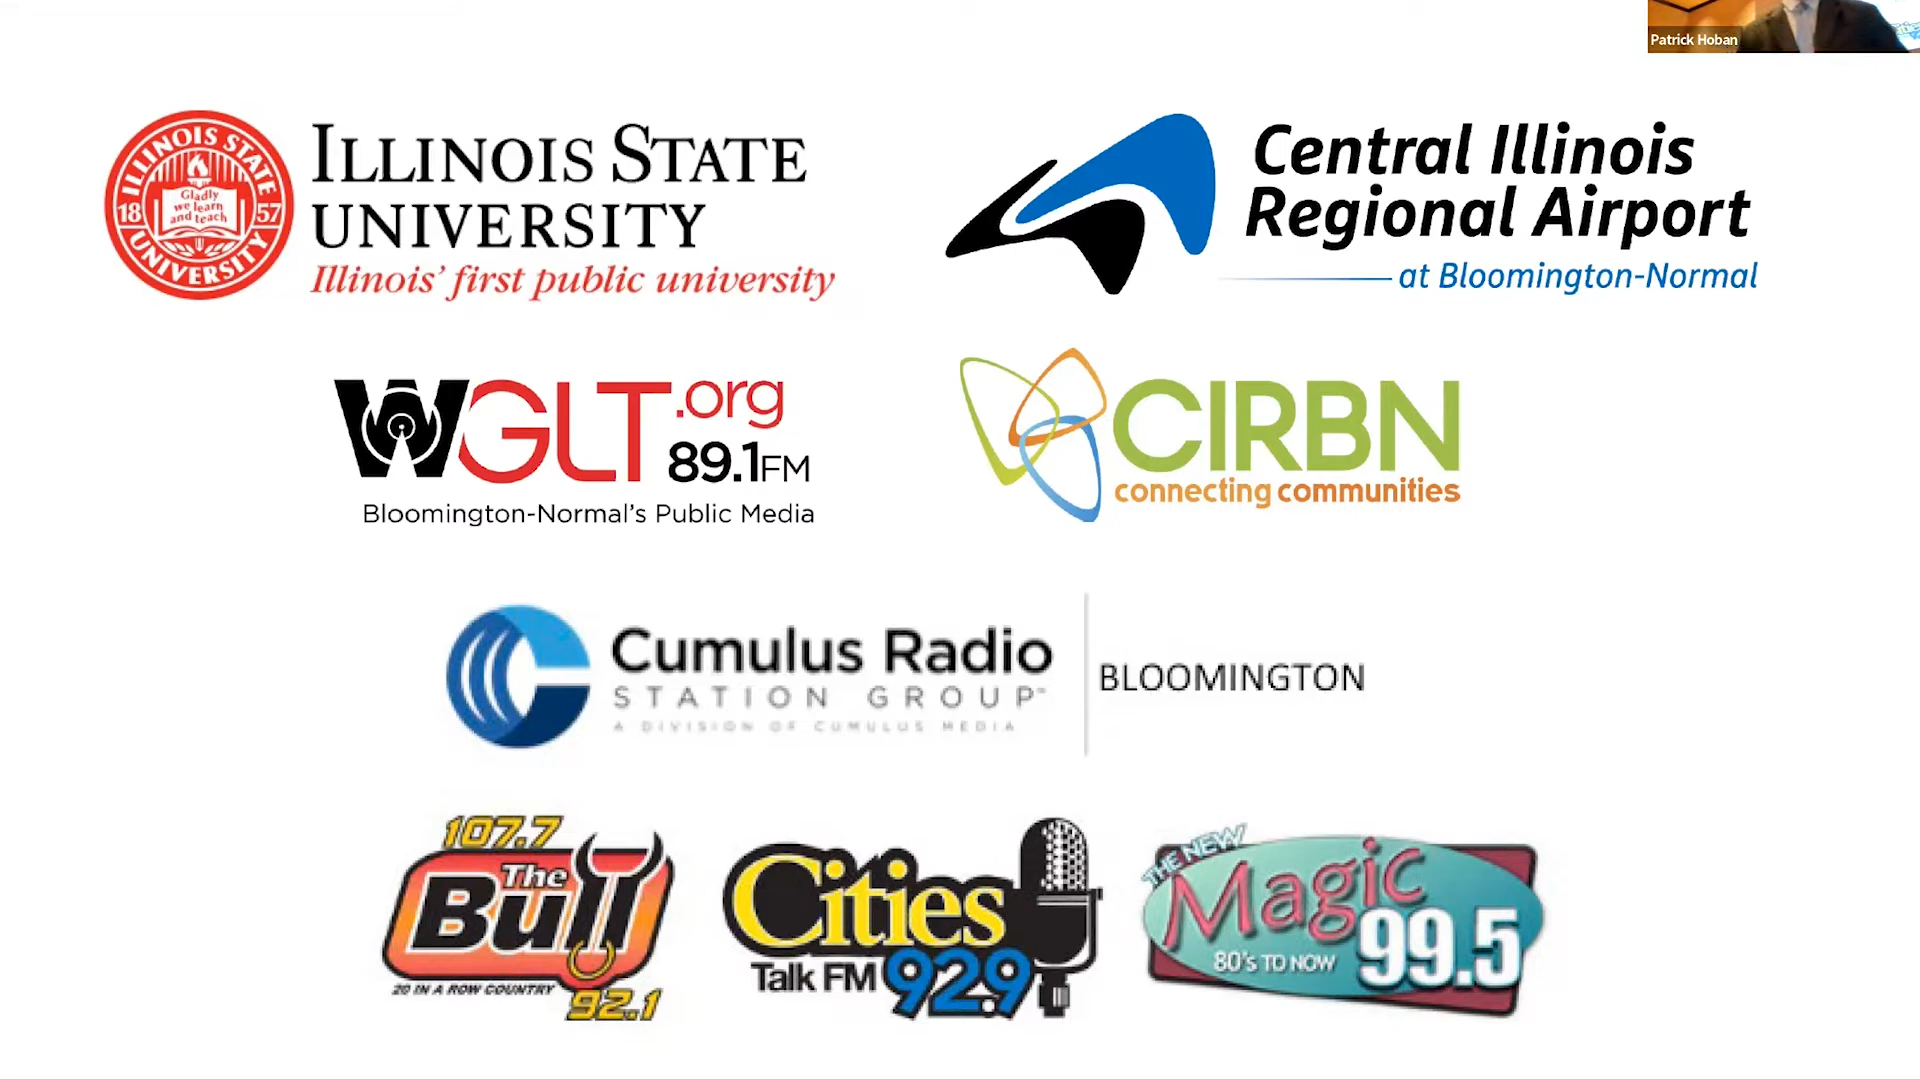 Patrick Hoban
ILLINOIS STATE
UNIVERSITY
18 57
Gladly
we learn
and teach
ILLINOIS STATE
UNIVERSITY
Illinois' first public university
Central Illinois
Regional Airport
at Bloomington-Normal
WGLT.org
89.1FM
Bloomington-Normal's Public Media
CIRBN
connecting communities
Cumulus Radio
STATION GROUP™
A DIVISION OF CUMULUS MEDIA
BLOOMINGTON
107.7
The
Bull
20 IN A ROW COUNTRY
92.1
Cities
Talk FM 92.9
THE NEW
Magic
99.5
80's TO NOW